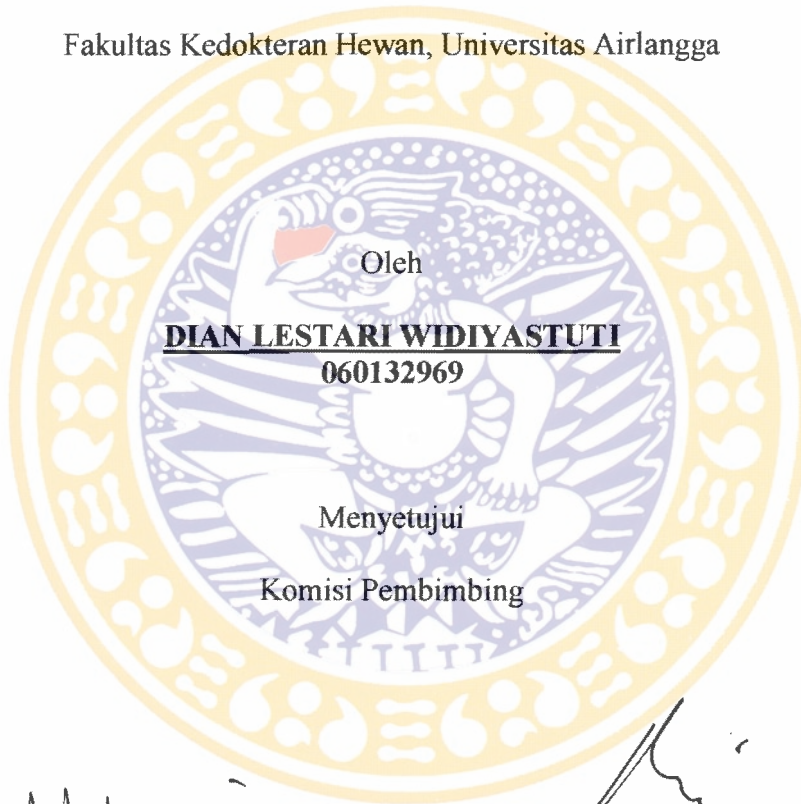 Fakultas Kedokteran Hewan, Universitas Airlangga
Oleh
DIAN LESTARI WIDIYASTUTI
060132969
Menyetujui
Komisi Pembimbing